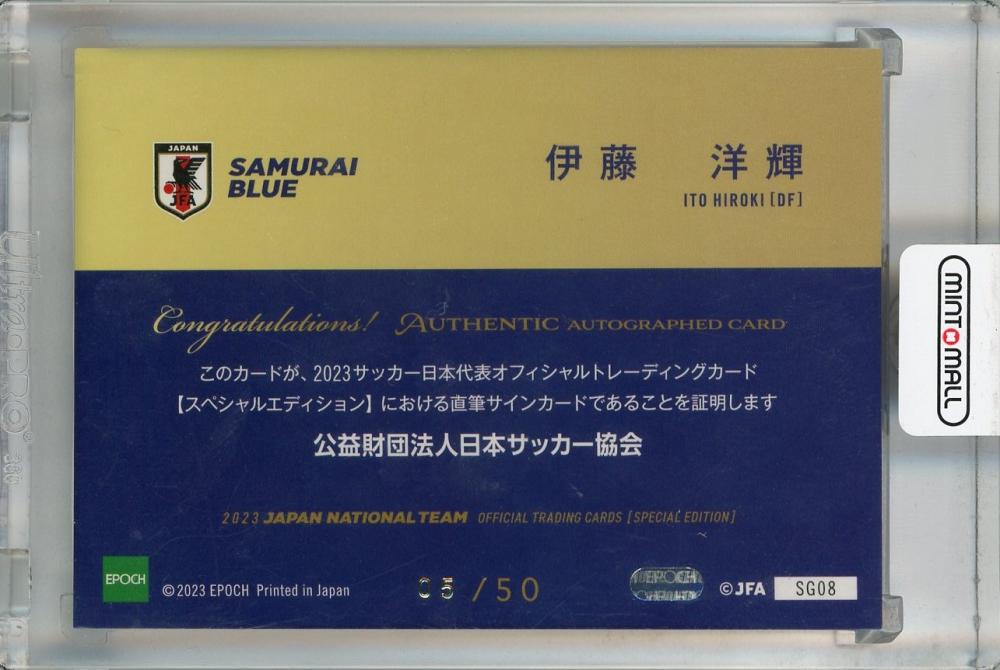 JAPAN
JFA
SAMURAI
BLUE
伊藤 洋輝
ITO HIROKI [DF]
Congratulations! AUTHENTIC AUTOGRAPHED CARD
このカードが、2023サッカー日本代表オフィシャルトレーディングカード
【スペシャルエディション】における直筆サインカードであることを証明します
公益財団法人日本サッカー協会
2023 JAPAN NATIONAL TEAM OFFICIAL TRADING CARDS [SPECIAL EDITION]
EPOCH
©2023 EPOCH Printed in Japan
05/50
EPOCH
©JFA
SG08
MINT MALL
Ultra PRO®